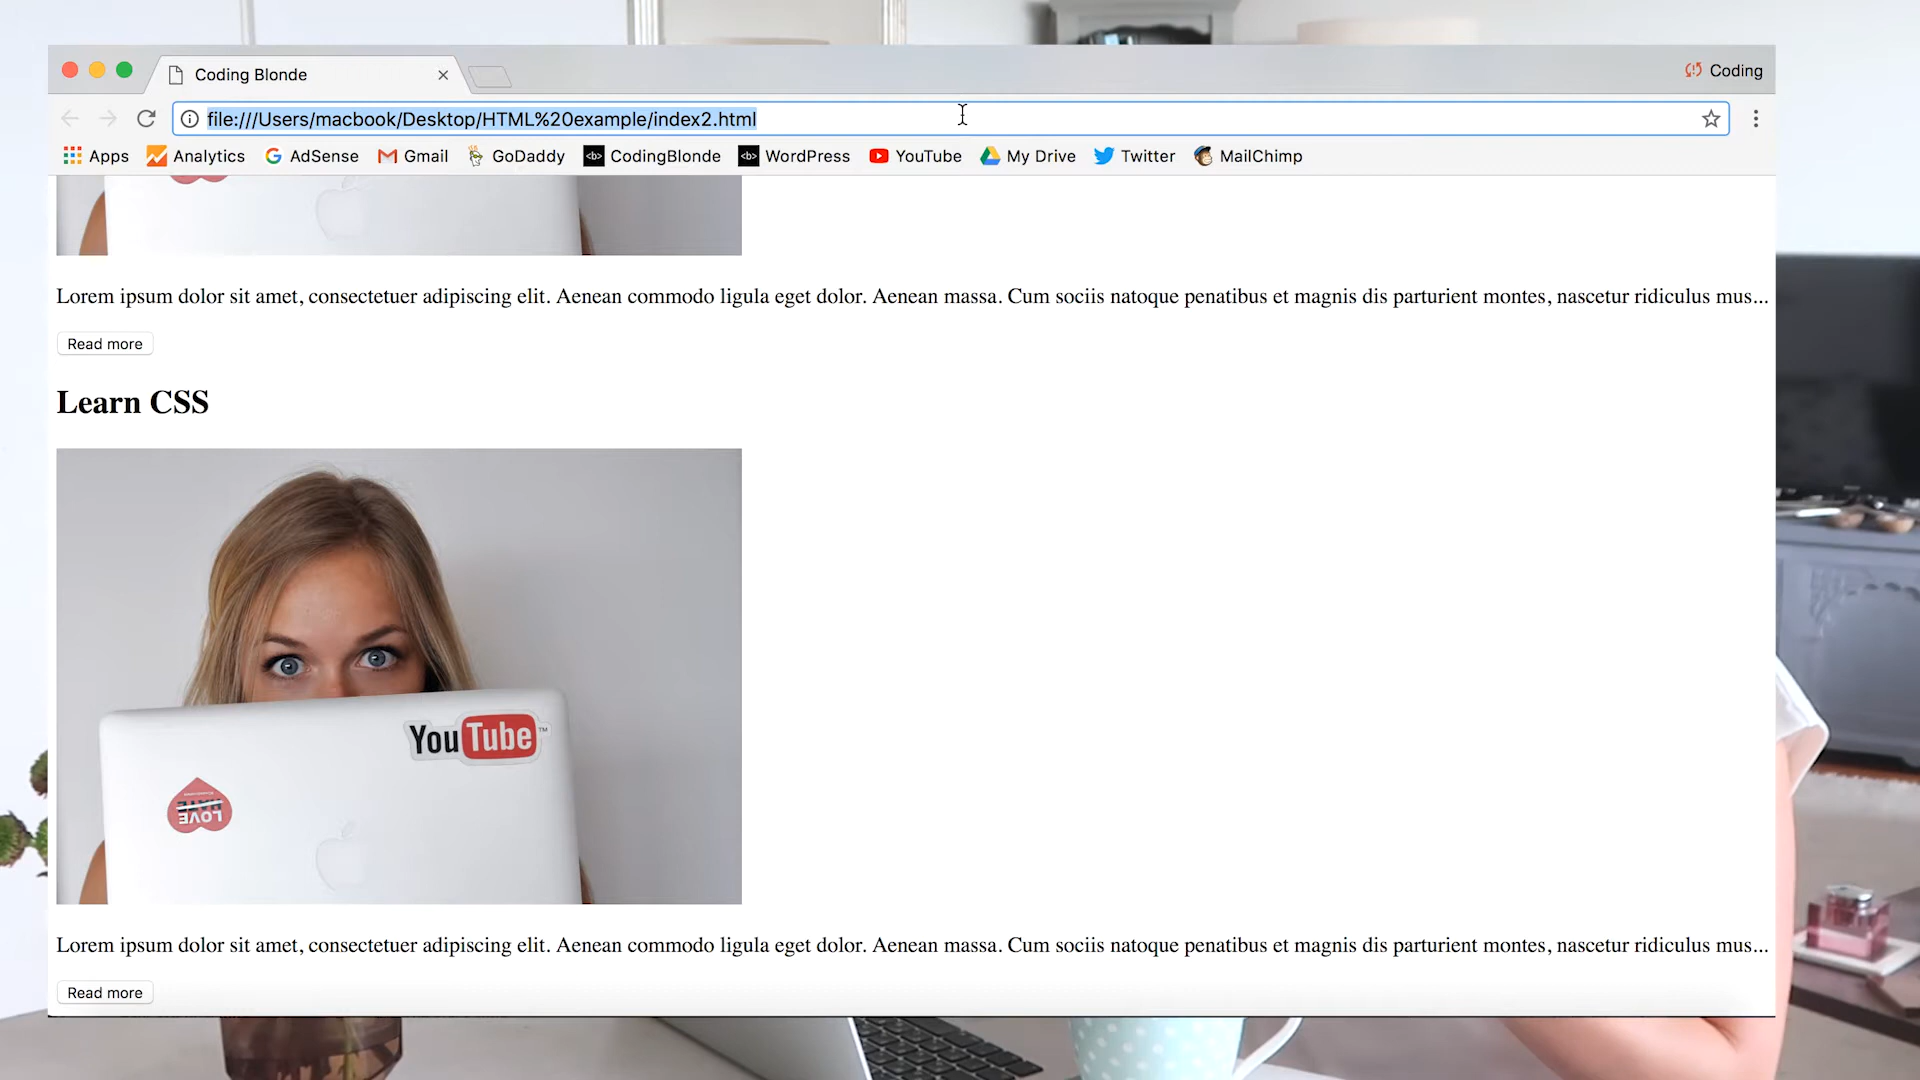 Coding Blonde
Coding
file:///Users/macbook/Desktop/HTML%20example/index2.html
Apps Analytics AdSense Gmail GoDaddy <b> CodingBlonde <b> WordPress YouTube My Drive Twitter MailChimp
Lorem ipsum dolor sit amet, consectetuer adipiscing elit. Aenean commodo ligula eget dolor. Aenean massa. Cum sociis natoque penatibus et magnis dis parturient montes, nascetur ridiculus mus...
Read more
Learn CSS
YouTube™
HATE
LOVE
Lorem ipsum dolor sit amet, consectetuer adipiscing elit. Aenean commodo ligula eget dolor. Aenean massa. Cum sociis natoque penatibus et magnis dis parturient montes, nascetur ridiculus mus...
Read more